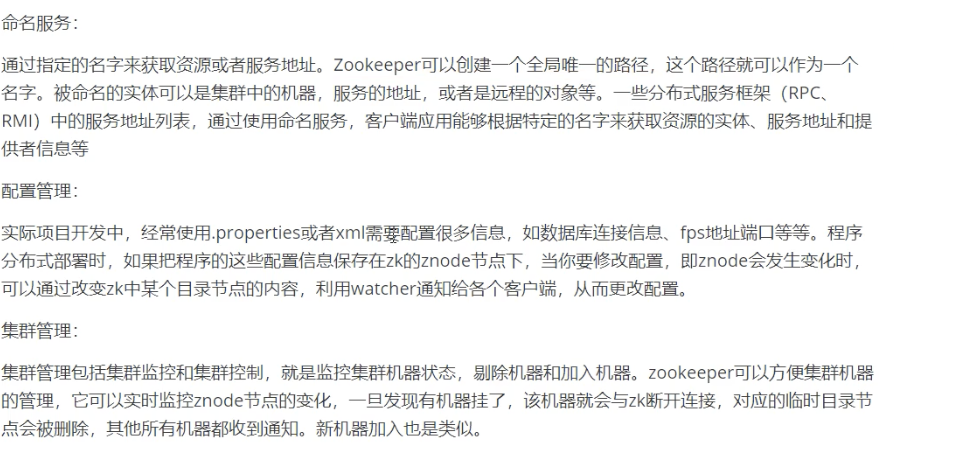 命名服务：
通过指定的名字来获取资源或者服务地址。Zookeeper可以创建一个全局唯一的路径，这个路径就可以作为一个
名字。被命名的实体可以是集群中的机器，服务的地址，或者是远程的对象等。一些分布式服务框架（RPC、
RMI）中的服务地址列表，通过使用命名服务，客户端应用能够根据特定的名字来获取资源的实体、服务地址和提
供者信息等
配置管理：
实际项目开发中，经常使用.properties或者xml需要配置很多信息，如数据库连接信息、fps地址端口等等。程序
分布式部署时，如果把程序的这些配置信息保存在zk的znode节点下，当你要修改配置，即znode会发生变化时，
可以通过改变zk中某个目录节点的内容，利用watcher通知给各个客户端，从而更改配置。
集群管理：
集群管理包括集群监控和集群控制，就是监控集群机器状态，剔除机器和加入机器。zookeeper可以方便集群机器
的管理，它可以实时监控znode节点的变化，一旦发现有机器挂了，该机器就会与zk断开连接，对应的临时目录节
点会被删除，其他所有机器都收到通知。新机器加入也是类似。